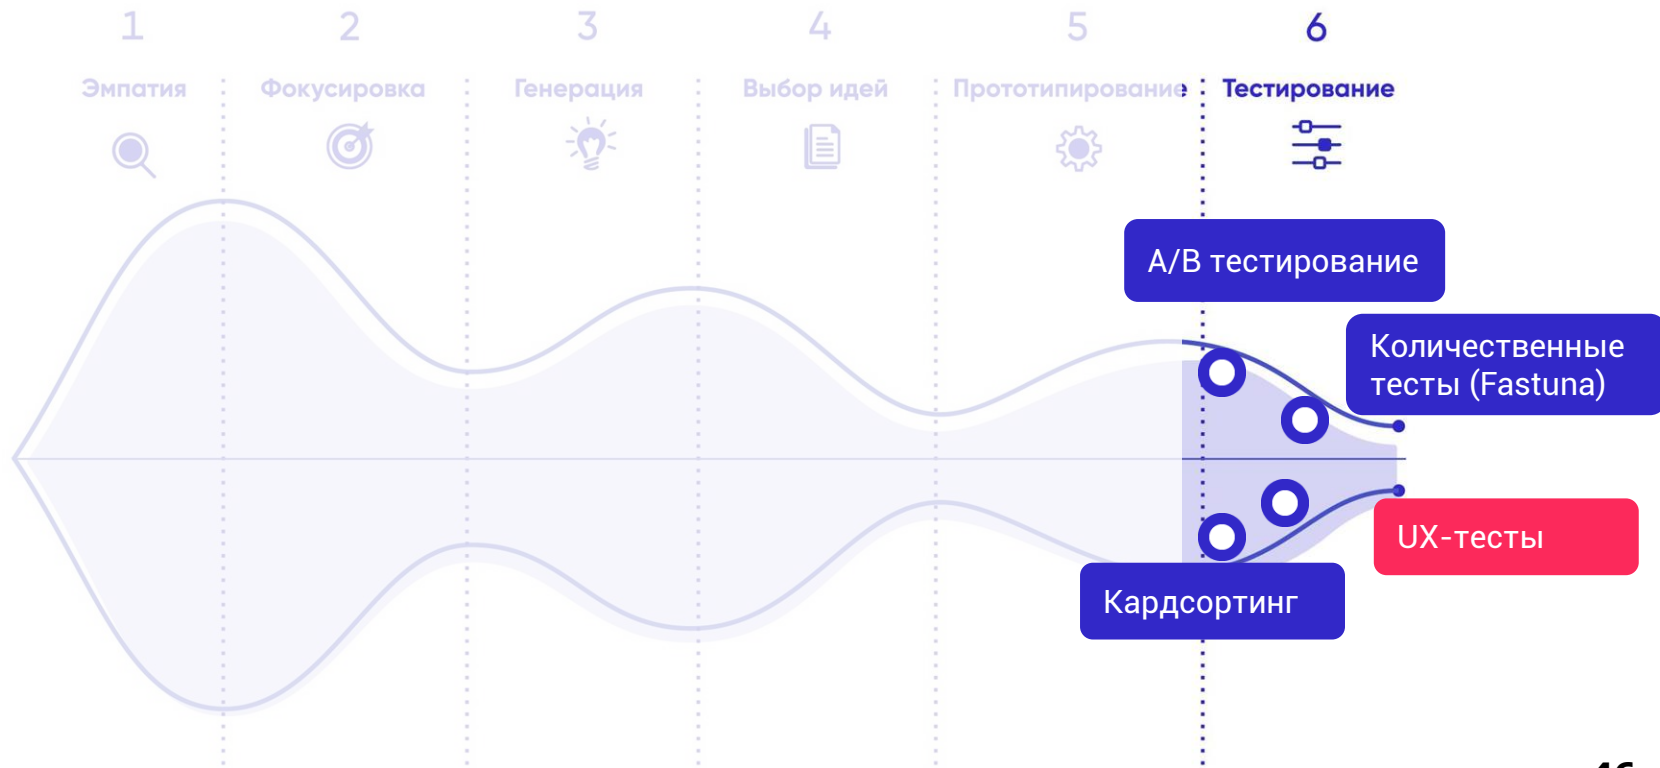 1
2
3
4
5
6
Эмпатия
Фокусировка
Генерация
Выбор идей
Прототипирование
Тестирование
А/В тестирование
Количественные
тесты (Fastuna)
UX-тесты
Кардсортинг